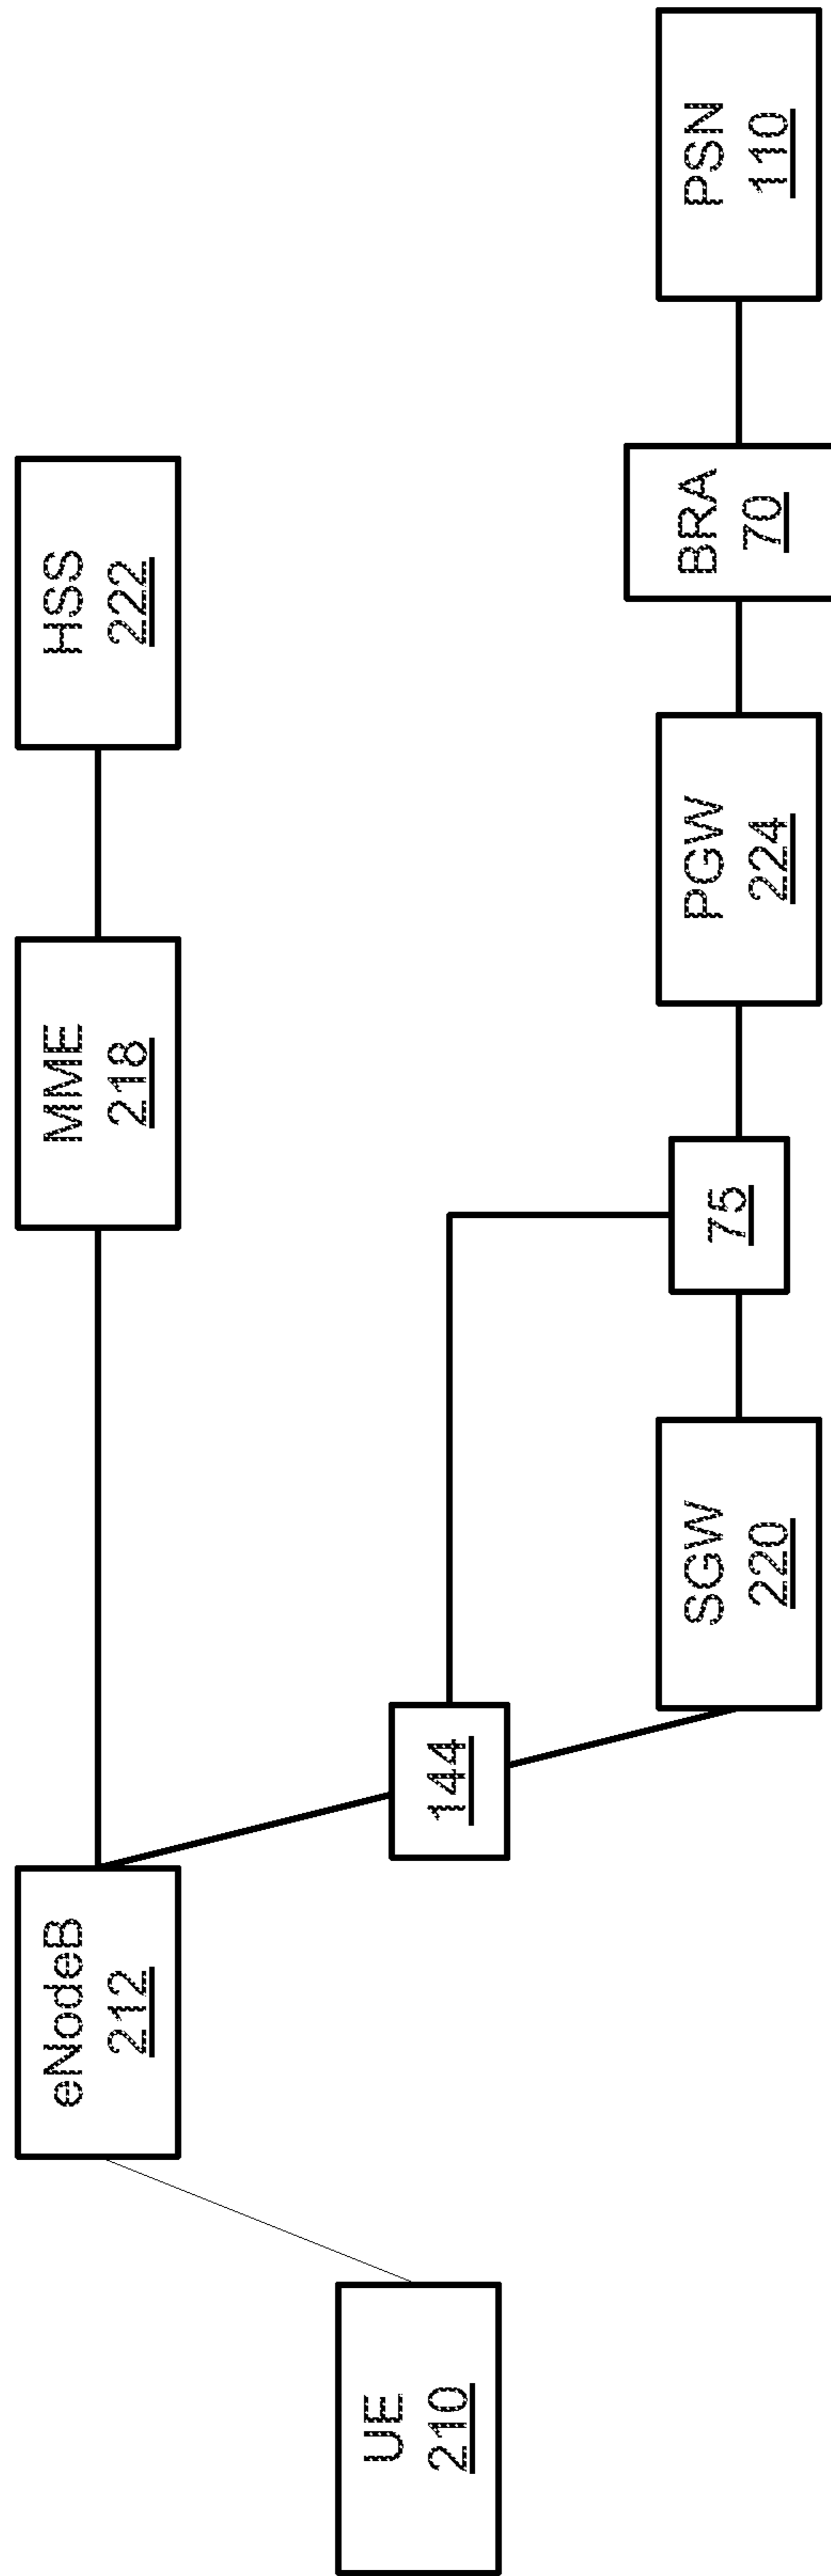 eNodeB
212
MME
218
HSS
222
UE
210
144
SGW
220
75
PGW
224
BRA
70
PSN
110